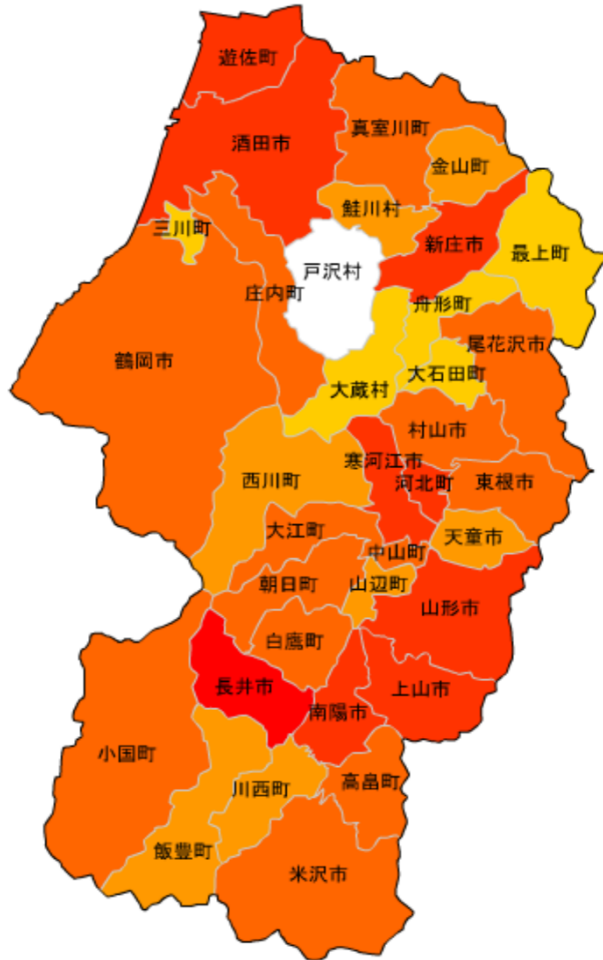 遊佐町
酒田市
真室川町
金山町
鮭川村
三川町
新庄市
最上町
戸沢村
庄内町
舟形町
尾花沢市
鶴岡市
大石田町
大蔵村
村山市
寒河江市
西川町
河北町
東根市
大江町
天童市
中山町
朝日町
山辺町
山形市
白鷹町
長井市
上山市
南陽市
小国町
高畠町
川西町
飯豊町
米沢市